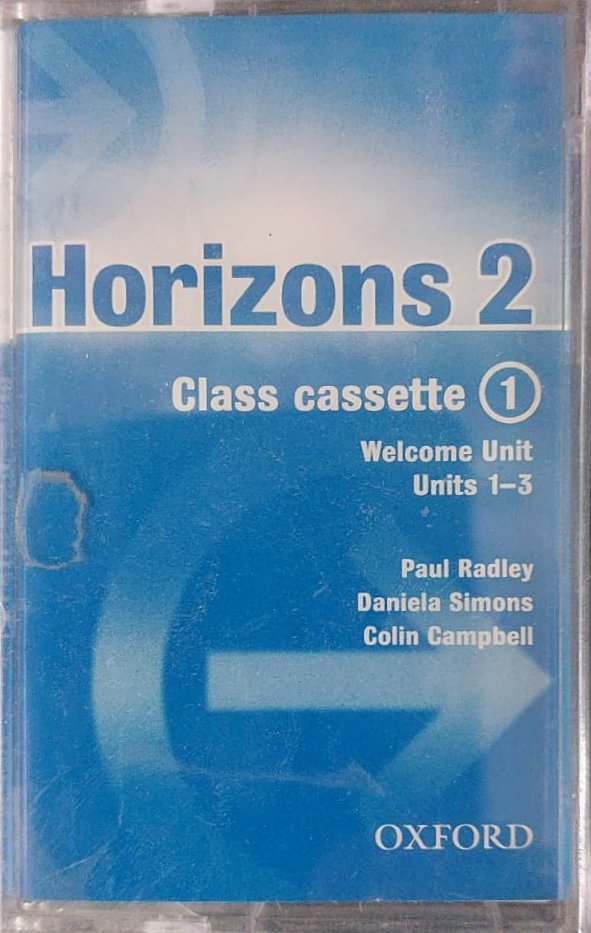 Horizons 2
Class cassette 1
Welcome Unit
Units 1–3
Paul Radley
Daniela Simons
Colin Campbell
OXFORD